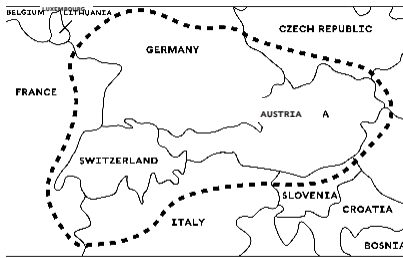 LUXEMBOURG
BELGIUM LITHUANIA
CZECH REPUBLIC
GERMANY
FRANCE
AUSTRIA A
SWITZERLAND
SLOVENIA
CROATIA
ITALY
BOSNIA